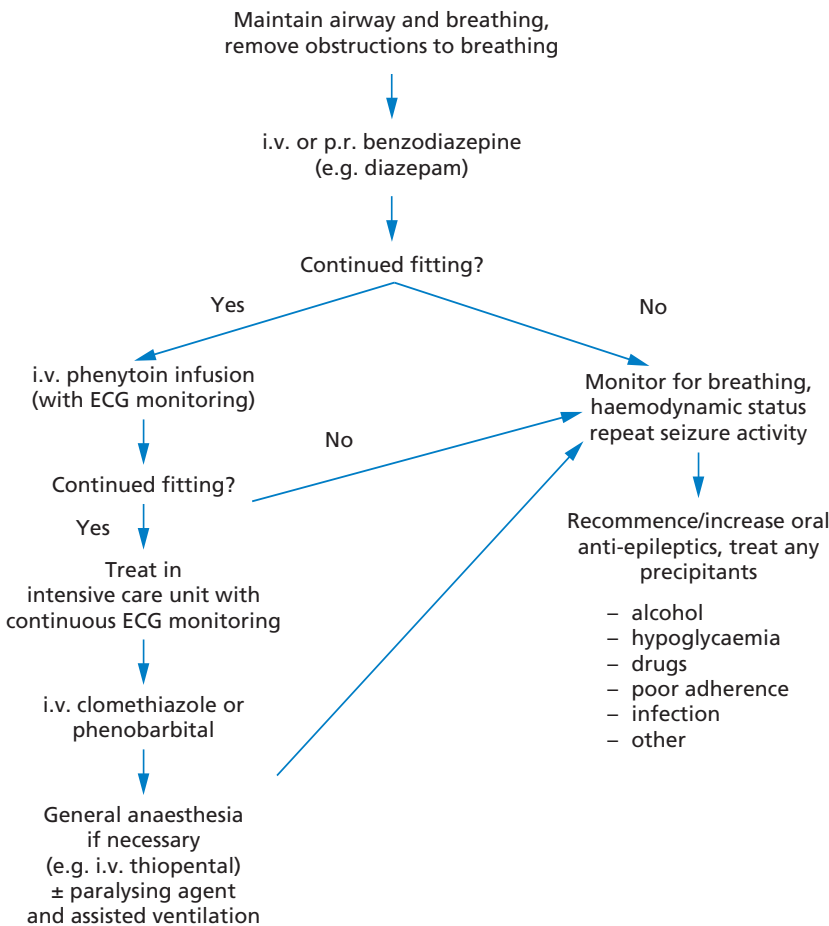 Maintain airway and breathing,
remove obstructions to breathing
i.v. or p.r. benzodiazepine
(e.g. diazepam)
Continued fitting?
Yes
No
i.v. phenytoin infusion
(with ECG monitoring)
No
Continued fitting?
Yes
Treat in
intensive care unit with
continuous ECG monitoring
i.v. clomethiazole or
phenobarbital
General anaesthesia
if necessary
(e.g. i.v. thiopental)
± paralysing agent
and assisted ventilation
Monitor for breathing,
haemodynamic status
repeat seizure activity
Recommence/increase oral
anti-epileptics, treat any
precipitants
– alcohol
– hypoglycaemia
– drugs
– poor adherence
– infection
– other